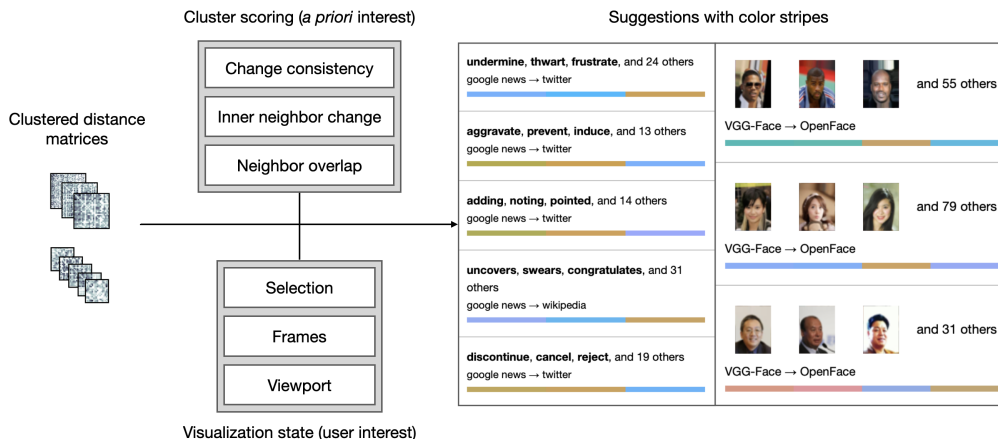 Cluster scoring (a priori interest)
Change consistency
Inner neighbor change
Neighbor overlap
Clustered distance
matrices
Selection
Frames
Viewport
Visualization state (user interest)
Suggestions with color stripes
undermine, thwart, frustrate, and 24 others
google news → twitter
aggravate, prevent, induce, and 13 others
google news → twitter
adding, noting, pointed, and 14 others
google news → twitter
uncovers, swears, congratulates, and 31
others
google news → wikipedia
discontinue, cancel, reject, and 19 others
google news → twitter
and 55 others
VGG-Face → OpenFace
and 79 others
VGG-Face → OpenFace
and 31 others
VGG-Face → OpenFace